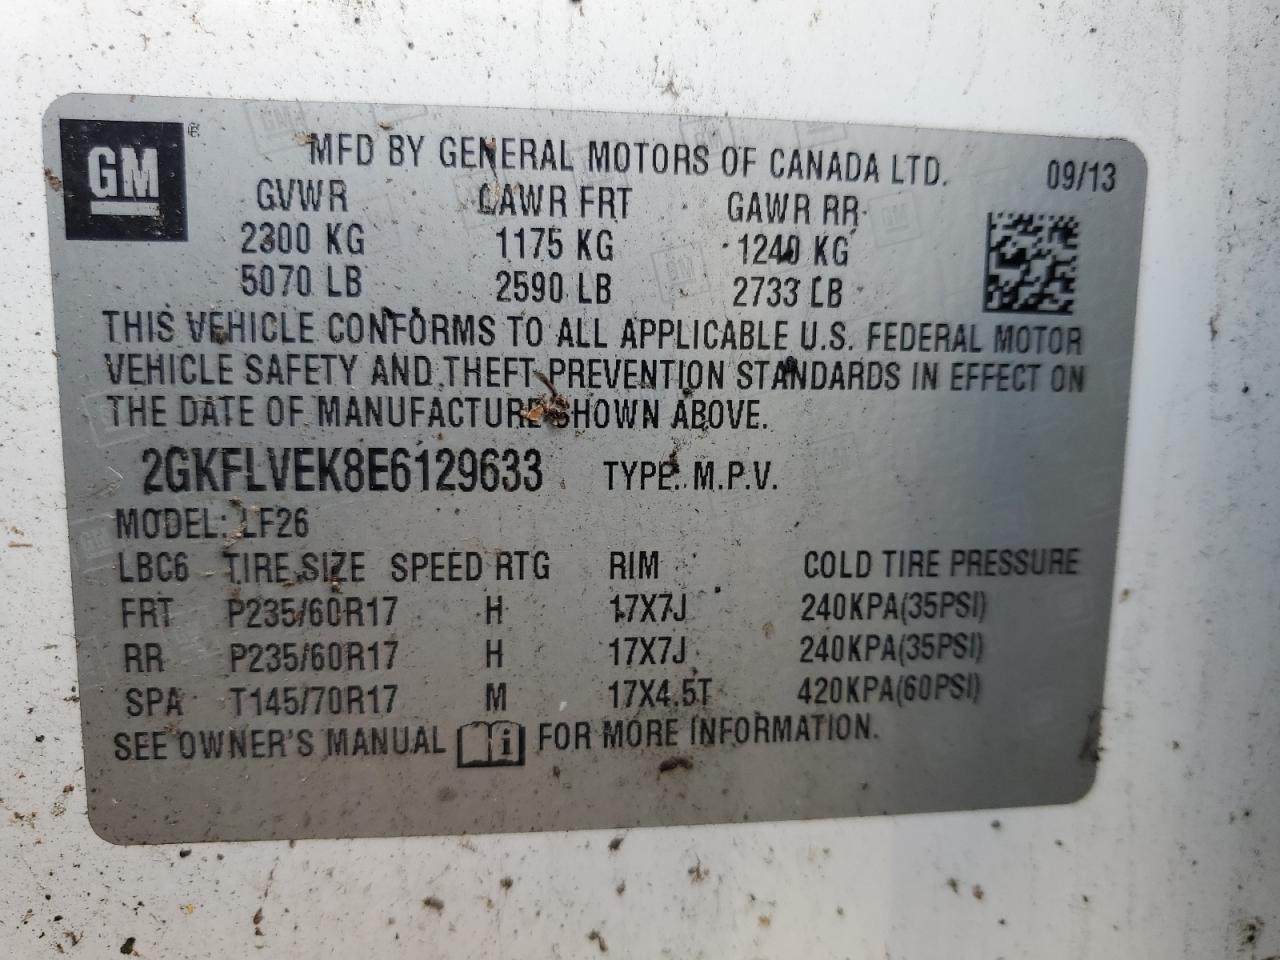 GM
MFD BY GENERAL MOTORS OF CANADA LTD. 09/13
GVWR GAWR FRT GAWR RR
2300 KG 1175 KG 1240 KG
5070 LB 2590 LB 2733 LB
THIS VEHICLE CONFORMS TO ALL APPLICABLE U.S. FEDERAL MOTOR
VEHICLE SAFETY AND THEFT PREVENTION STANDARDS IN EFFECT ON
THE DATE OF MANUFACTURE SHOWN ABOVE.
2GKFLVEK8E6129633 TYPE: M.P.V.
MODEL: LF26
LBC6 TIRE SIZE SPEED RTG RIM COLD TIRE PRESSURE
FRT P235/60R17 H 17X7J 240KPA(35PSI)
RR P235/60R17 H 17X7J 240KPA(35PSI)
SPA T145/70R17 M 17X4.5T 420KPA(60PSI)
SEE OWNER'S MANUAL i FOR MORE INFORMATION.